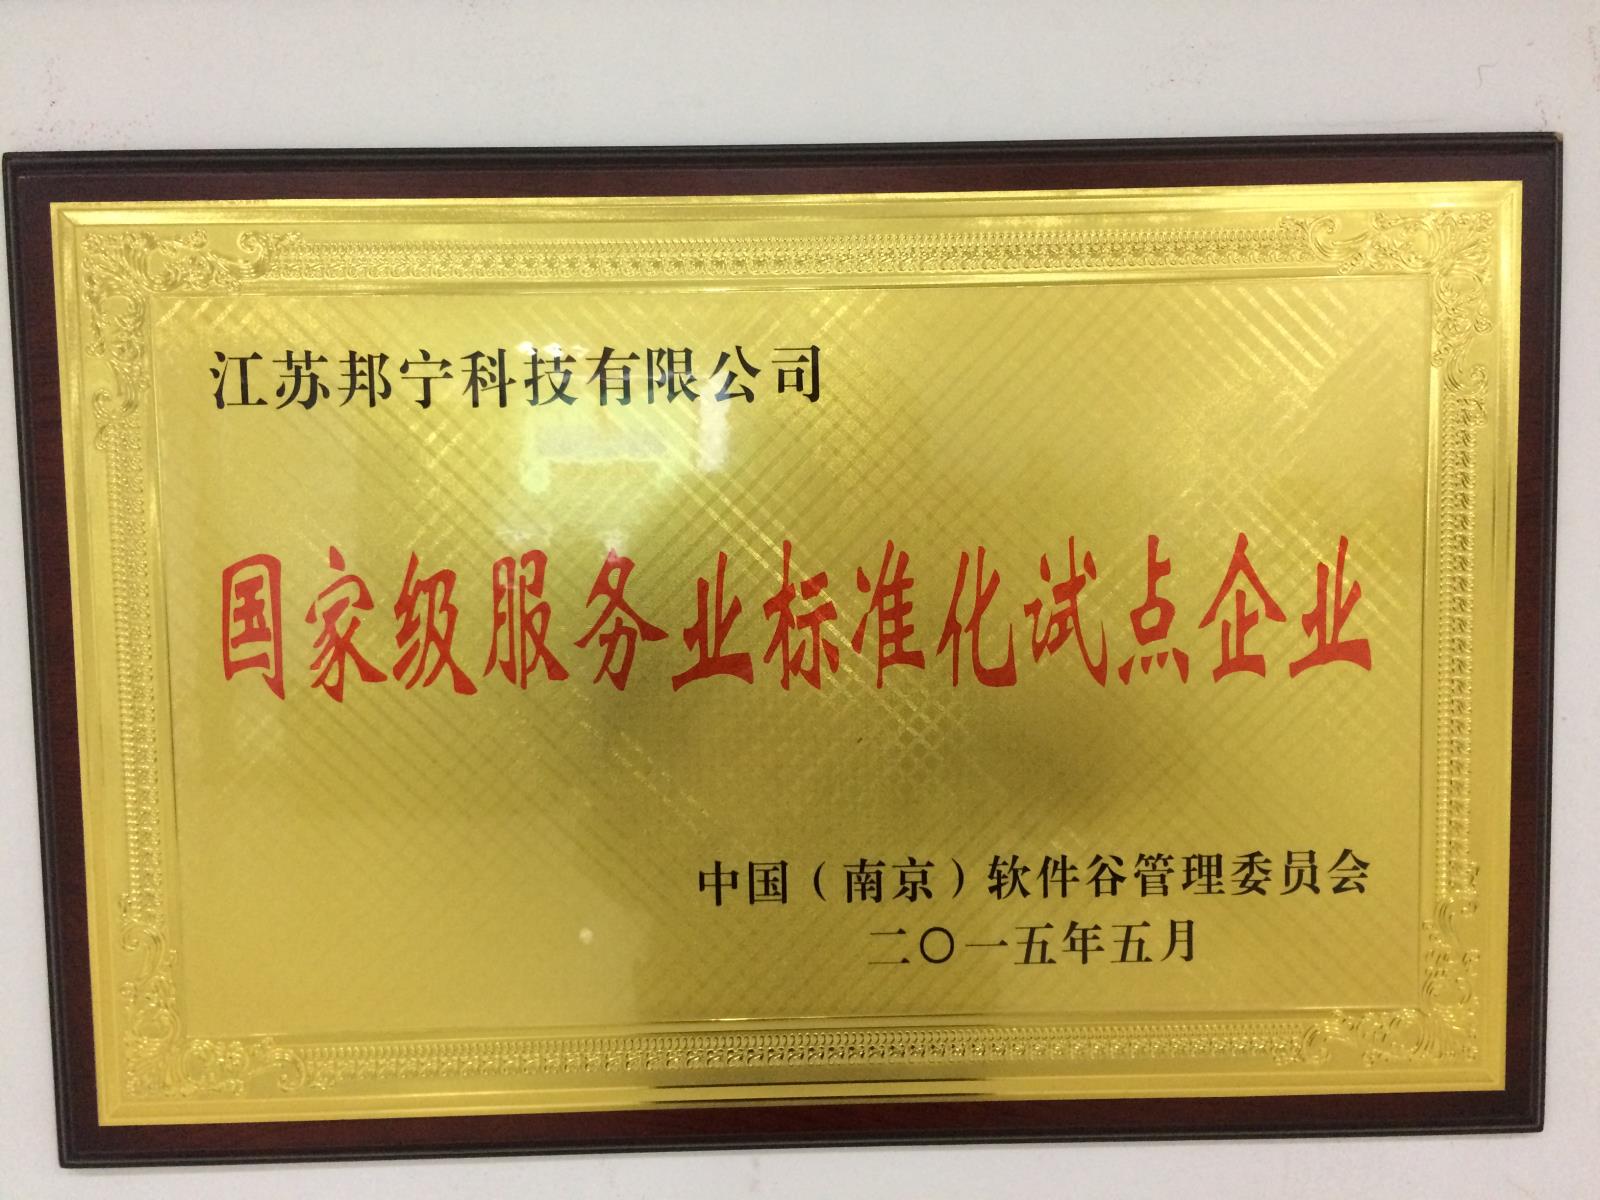 江苏邦宁科技有限公司
国家级服务业标准化试点企业
中国（南京）软件谷管理委员会
二〇一五年五月